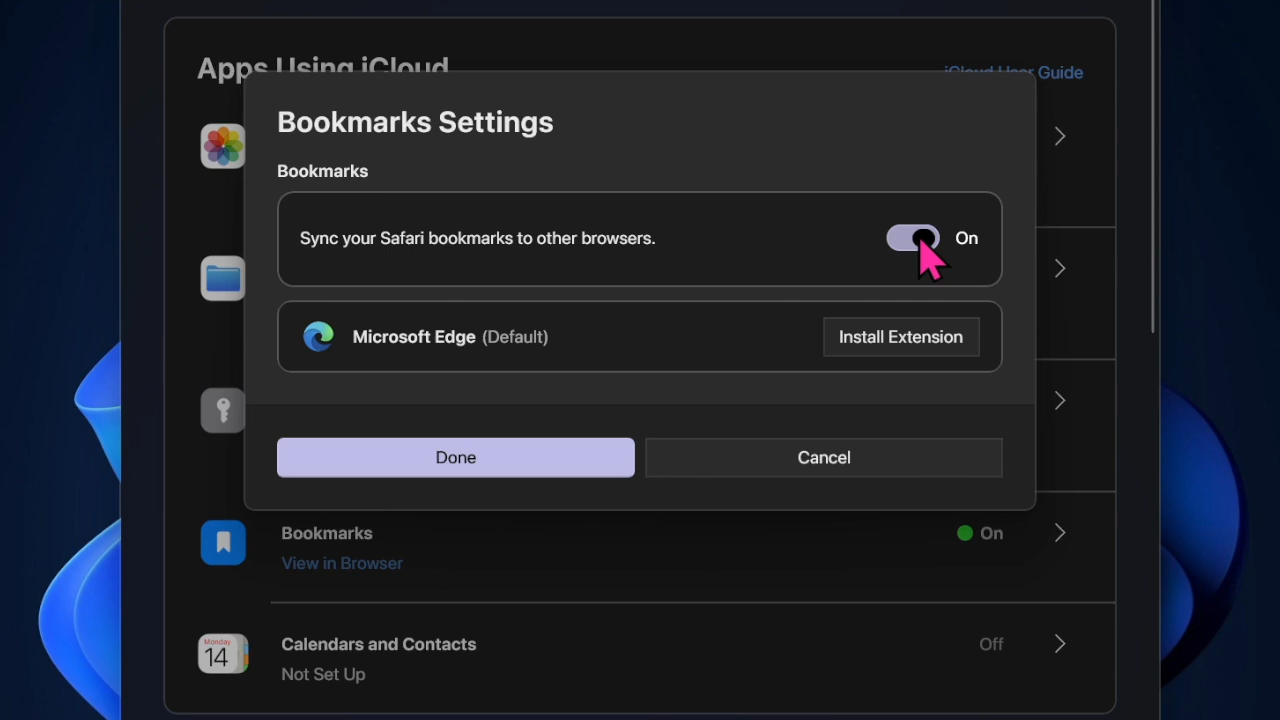 Apps Using iCloud
iCloud User Guide
Bookmarks Settings
Bookmarks
Sync your Safari bookmarks to other browsers.
On
Microsoft Edge (Default)
Install Extension
Done
Cancel
Bookmarks
On
View in Browser
Monday
14
Calendars and Contacts
Off
Not Set Up